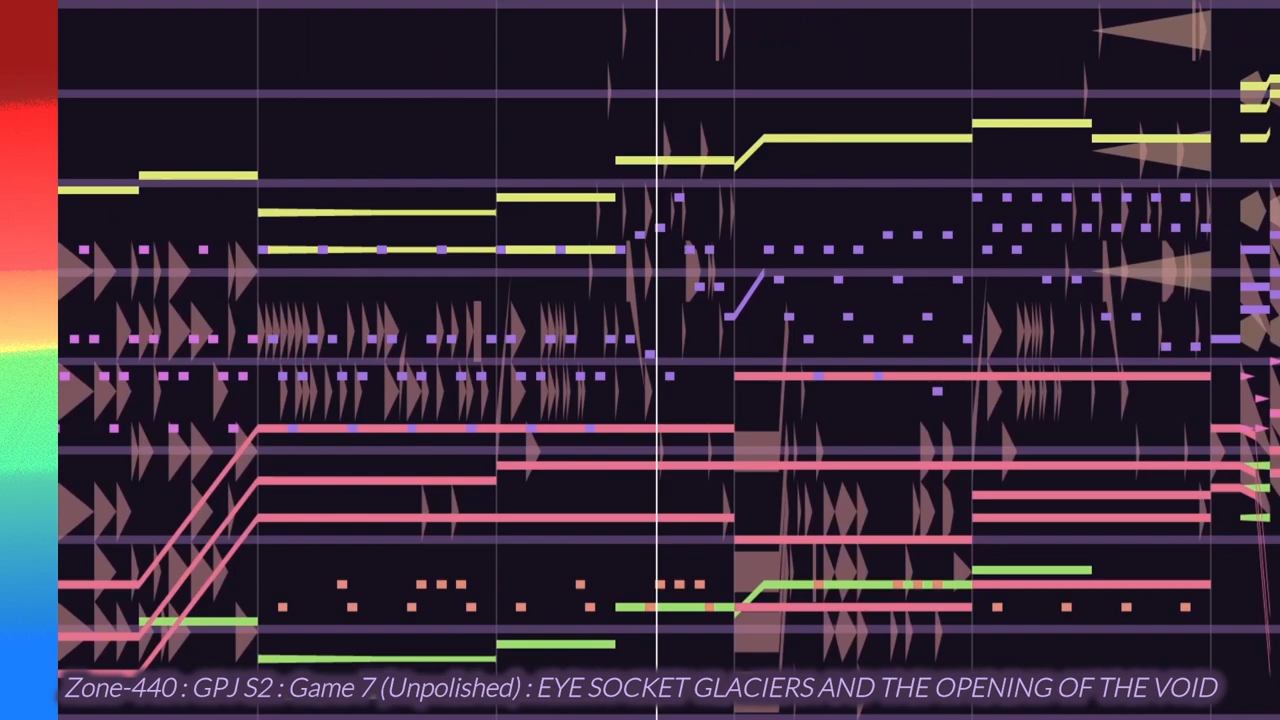 Zone-440 : GPJ S2 : Game 7 (Unpolished) : EYE SOCKET GLACIERS AND THE OPENING OF THE VOID